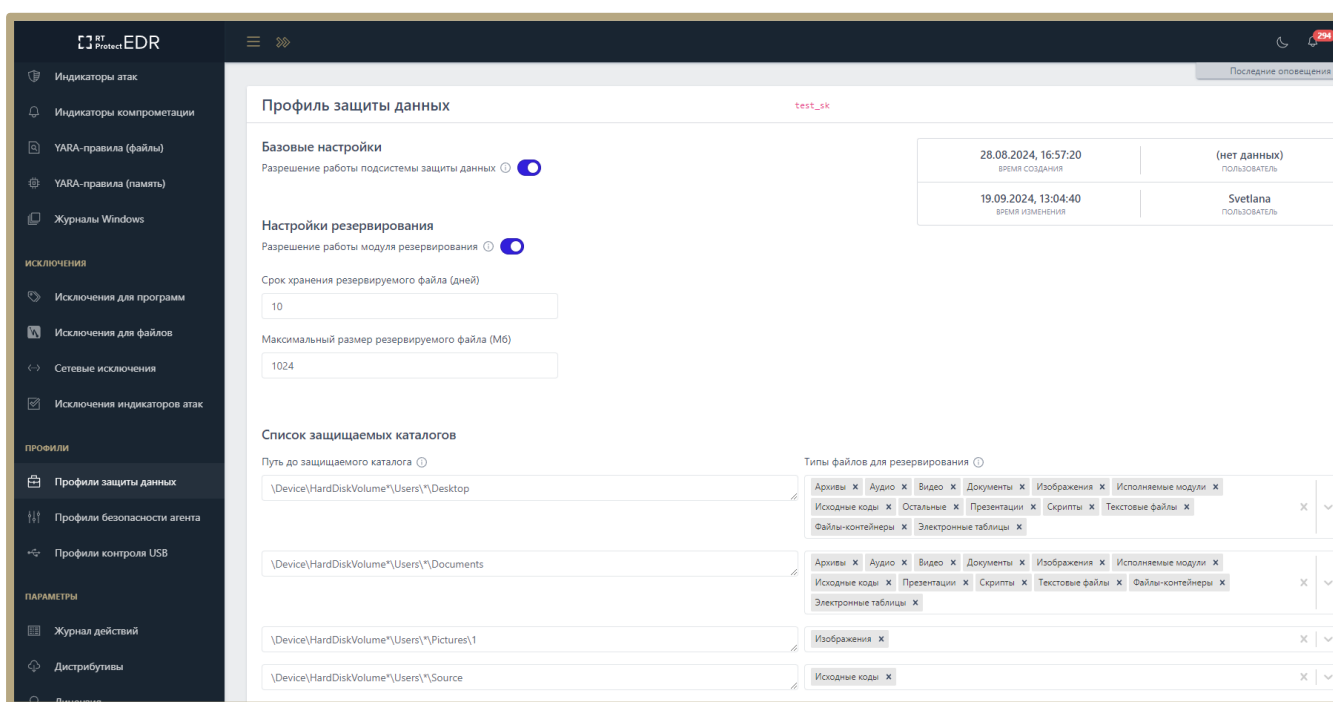 RT Protect EDR
294
Последние оповещения
Индикаторы атак
Индикаторы компрометации
YARA-правила (файлы)
YARA-правила (память)
Журналы Windows
ИСКЛЮЧЕНИЯ
Исключения для программ
Исключения для файлов
Сетевые исключения
Исключения индикаторов атак
ПРОФИЛИ
Профили защиты данных
Профили безопасности агента
Профили контроля USB
ПАРАМЕТРЫ
Журнал действий
Дистрибутивы
Профиль защиты данных test_sk
Базовые настройки
Разрешение работы подсистемы защиты данных
28.08.2024, 16:57:20 (нет данных)
ВРЕМЯ СОЗДАНИЯ ПОЛЬЗОВАТЕЛЬ
19.09.2024, 13:04:40 Svetlana
ВРЕМЯ ИЗМЕНЕНИЯ ПОЛЬЗОВАТЕЛЬ
Настройки резервирования
Разрешение работы модуля резервирования
Срок хранения резервируемого файла (дней)
10
Максимальный размер резервируемого файла (Мб)
1024
Список защищаемых каталогов
Путь до защищаемого каталога Типы файлов для резервирования
\Device\HardDiskVolume*\Users\*\Desktop
Архивы x Аудио x Видео x Документы x Изображения x Исполняемые модули x
Исходные коды x Остальные x Презентации x Скрипты x Текстовые файлы x
Файлы-контейнеры x Электронные таблицы x
\Device\HardDiskVolume*\Users\*\Documents
Архивы x Аудио x Видео x Документы x Изображения x Исполняемые модули x
Исходные коды x Презентации x Скрипты x Текстовые файлы x Файлы-контейнеры x
Электронные таблицы x
\Device\HardDiskVolume*\Users\*\Pictures\1
Изображения x
\Device\HardDiskVolume*\Users\*\Source
Исходные коды x